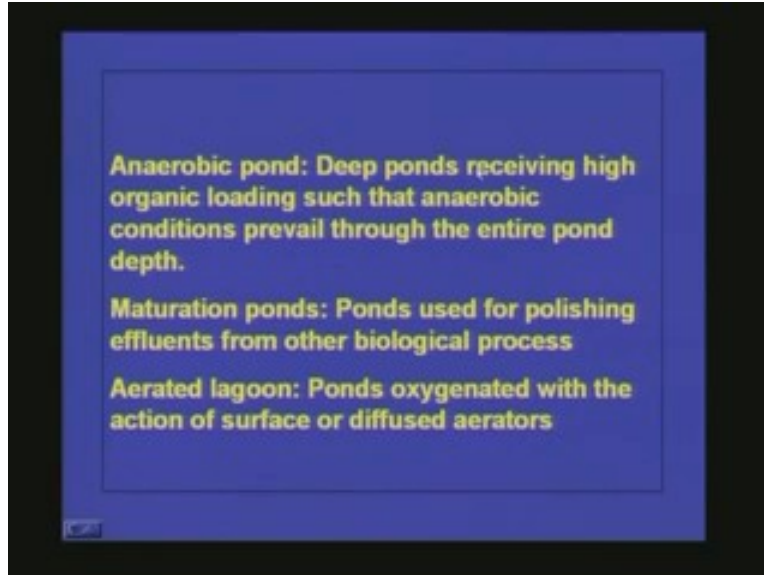 Anaerobic pond: Deep ponds receiving high
organic loading such that anaerobic
conditions prevail through the entire pond
depth.
Maturation ponds: Ponds used for polishing
effluents from other biological process
Aerated lagoon: Ponds oxygenated with the
action of surface or diffused aerators